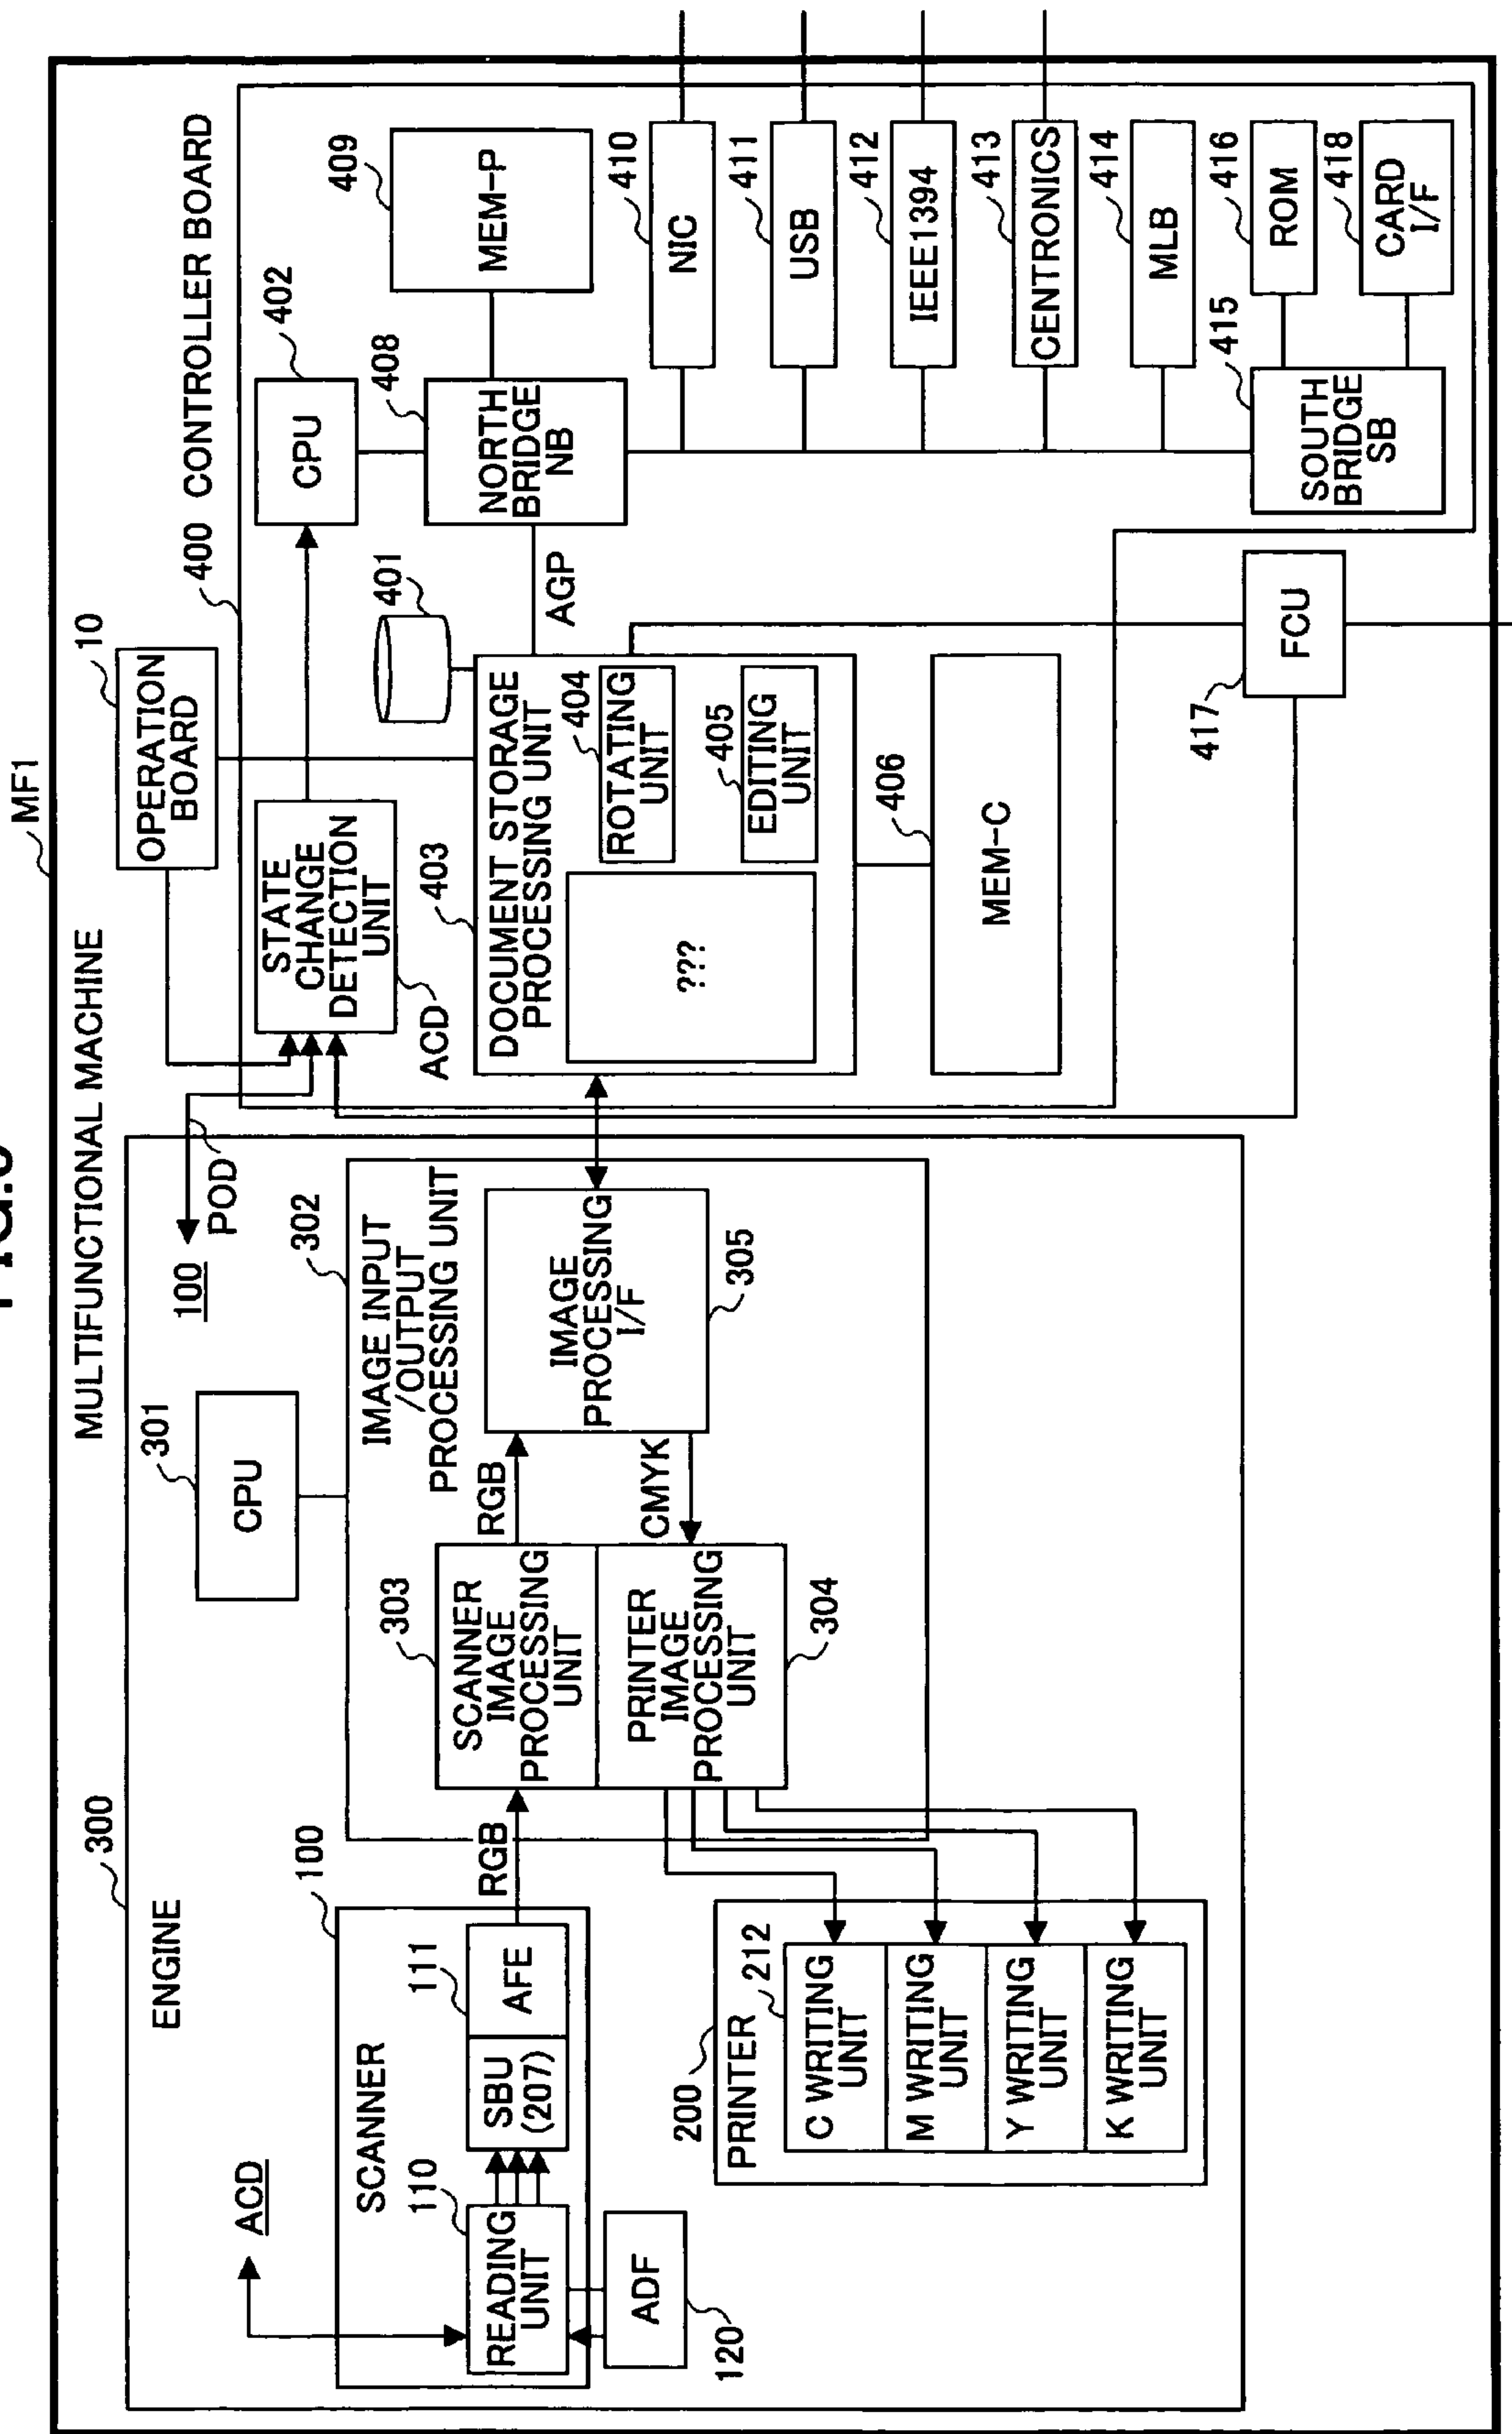 MULTIFUNCTIONAL MACHINE
MF1
300
ENGINE
ACD
SCANNER
100
110
READING
UNIT
SBU
(207)
111
AFE
ADF
120
RGB
200
PRINTER
212
C WRITING
UNIT
M WRITING
UNIT
Y WRITING
UNIT
K WRITING
UNIT
301
CPU
302
IMAGE INPUT
/OUTPUT
PROCESSING UNIT
303
SCANNER
IMAGE
PROCESSING
UNIT
PRINTER
IMAGE
PROCESSING
UNIT
304
RGB
CMYK
IMAGE
PROCESSING
I/F
305
100
POD
10
OPERATION
BOARD
400 CONTROLLER BOARD
STATE
CHANGE
DETECTION
UNIT
ACD
401
402
CPU
403
DOCUMENT STORAGE
PROCESSING UNIT
???
404
ROTATING
UNIT
405
EDITING
UNIT
406
MEM-C
AGP
408
NORTH
BRIDGE
NB
409
MEM-P
410
NIC
411
USB
412
IEEE1394
413
CENTRONICS
414
MLB
415
SOUTH
BRIDGE
SB
416
ROM
418
CARD
I/F
417
FCU